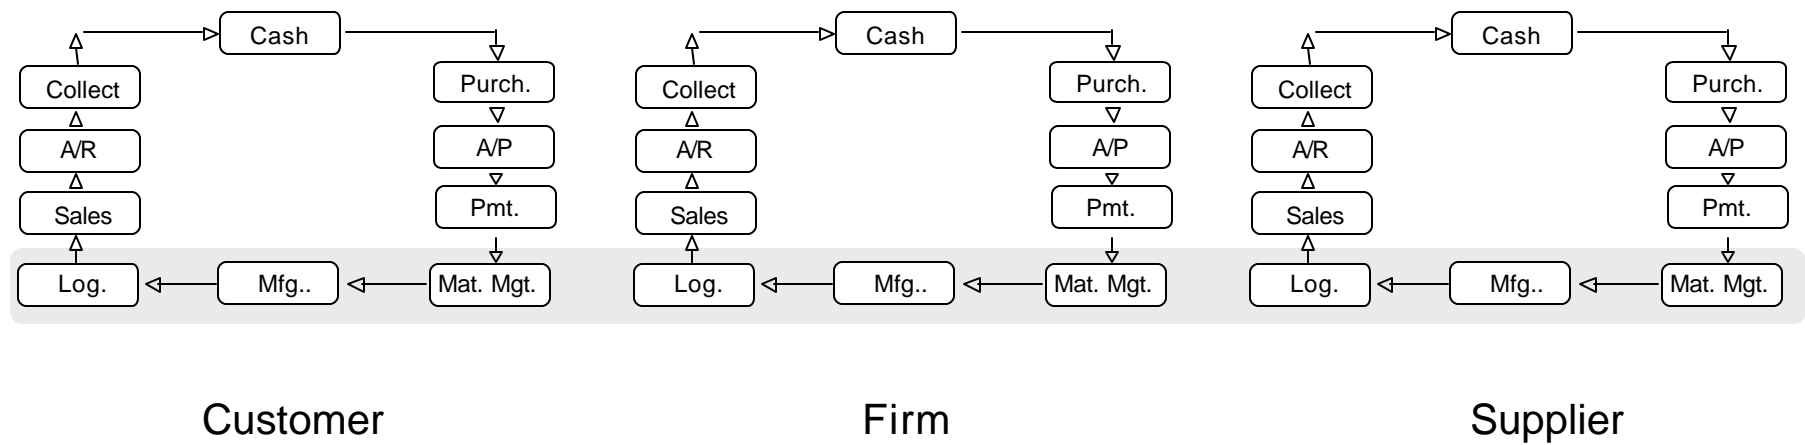 Cash
Purch.
Collect
A/P
A/R
Pmt.
Sales
Log.
Mfg..
Mat. Mgt.
Customer
Cash
Purch.
Collect
A/P
A/R
Pmt.
Sales
Log.
Mfg..
Mat. Mgt.
Firm
Cash
Purch.
Collect
A/P
A/R
Pmt.
Sales
Log.
Mfg..
Mat. Mgt.
Supplier